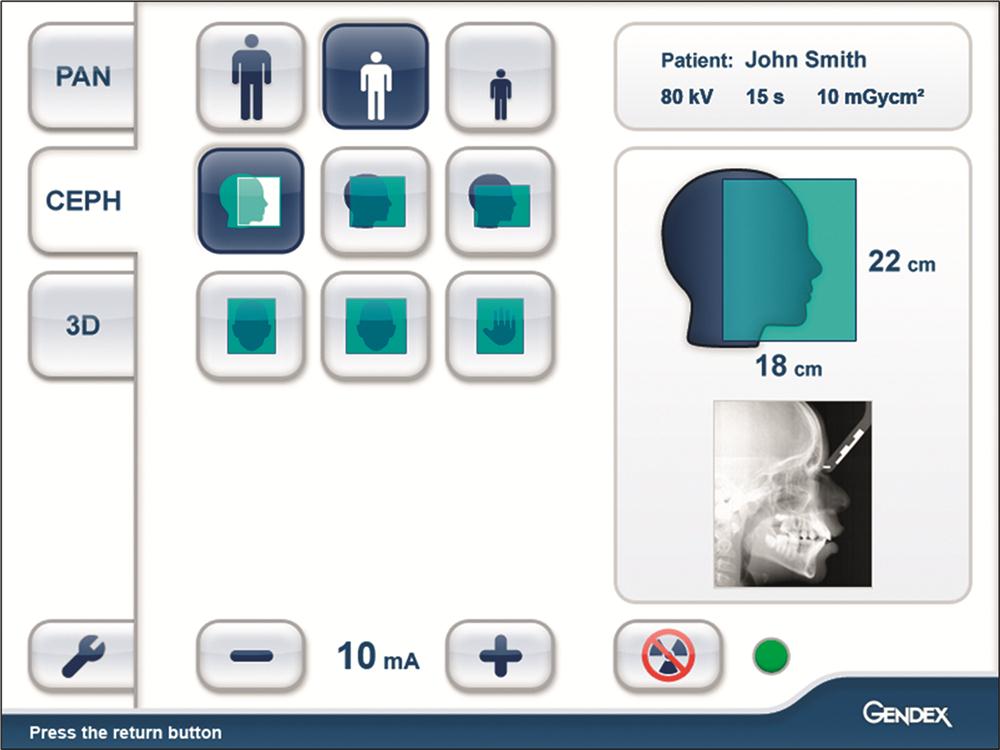 PAN
CEPH
3D
Patient: John Smith
80 kV 15 s 10 mGycm²
22 cm
18 cm
10 mA
GENDEX
Press the return button